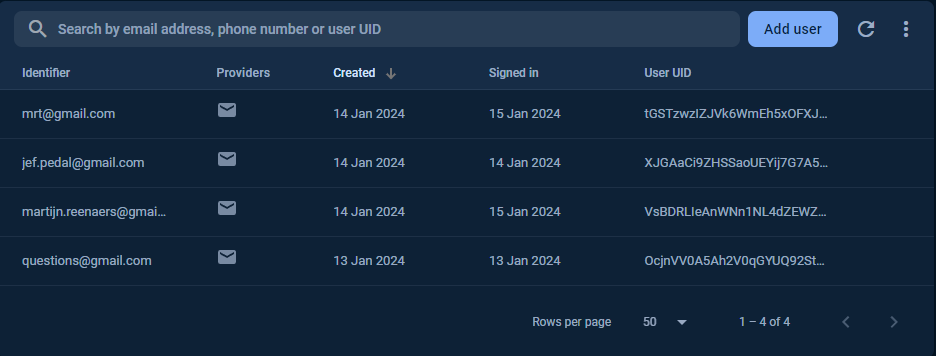 Search by email address, phone number or user UID Add user
Identifier Providers Created Signed in User UID
mrt@gmail.com 14 Jan 2024 15 Jan 2024 tGSTzwzIZJVk6WmEh5xOFXJ...
jef.pedal@gmail.com 14 Jan 2024 14 Jan 2024 XJGAaCi9ZHSSaoUEYij7G7A5...
martijn.reenaers@gmai... 14 Jan 2024 15 Jan 2024 VsBDRLIeAnWNn1NL4dZEWZ...
questions@gmail.com 13 Jan 2024 13 Jan 2024 OcjnVV0A5Ah2V0qGYUQ92St...
Rows per page 50 1 – 4 of 4